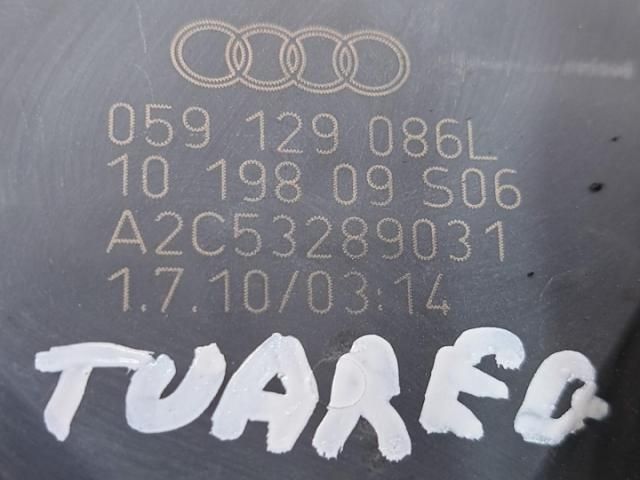 059 129 086L
10 198 09 S06
A2C53289031
1.7.10/03:14
TUAREG